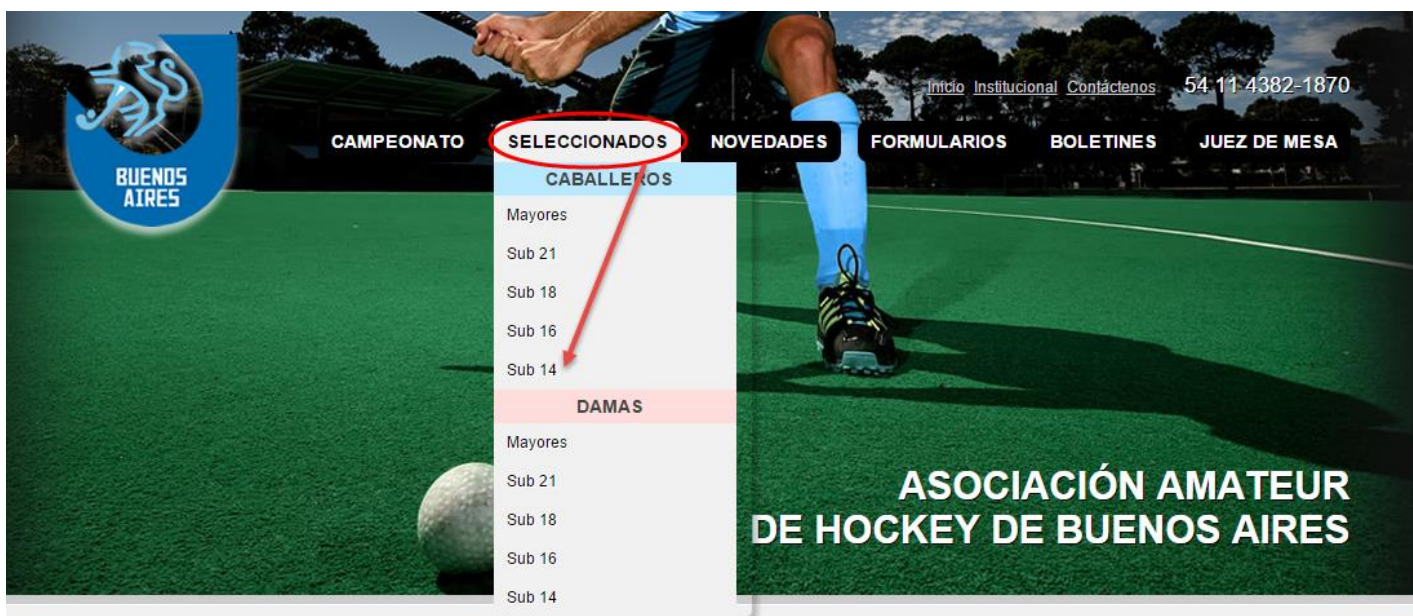 Inicio Institucional Contáctenos 54 11 4382-1870
CAMPEONATO SELECCIONADOS NOVEDADES FORMULARIOS BOLETINES JUEZ DE MESA
BUENOS
AIRES
CABALLEROS
Mayores
Sub 21
Sub 18
Sub 16
Sub 14
DAMAS
Mayores
Sub 21
Sub 18
Sub 16
Sub 14
ASOCIACIÓN AMATEUR
DE HOCKEY DE BUENOS AIRES